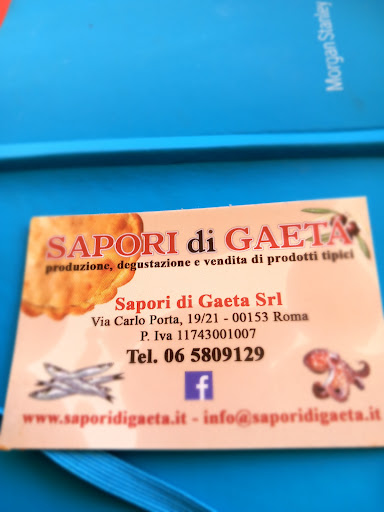 Morgan Stanley
SAPORI di GAETA
produzione, degustazione e vendita di prodotti tipici
Sapori di Gaeta Srl
Via Carlo Porta, 19/21 - 00153 Roma
P. Iva 11743001007
Tel. 06 5809129
f
www.saporidigaeta.it - info@saporidigaeta.it